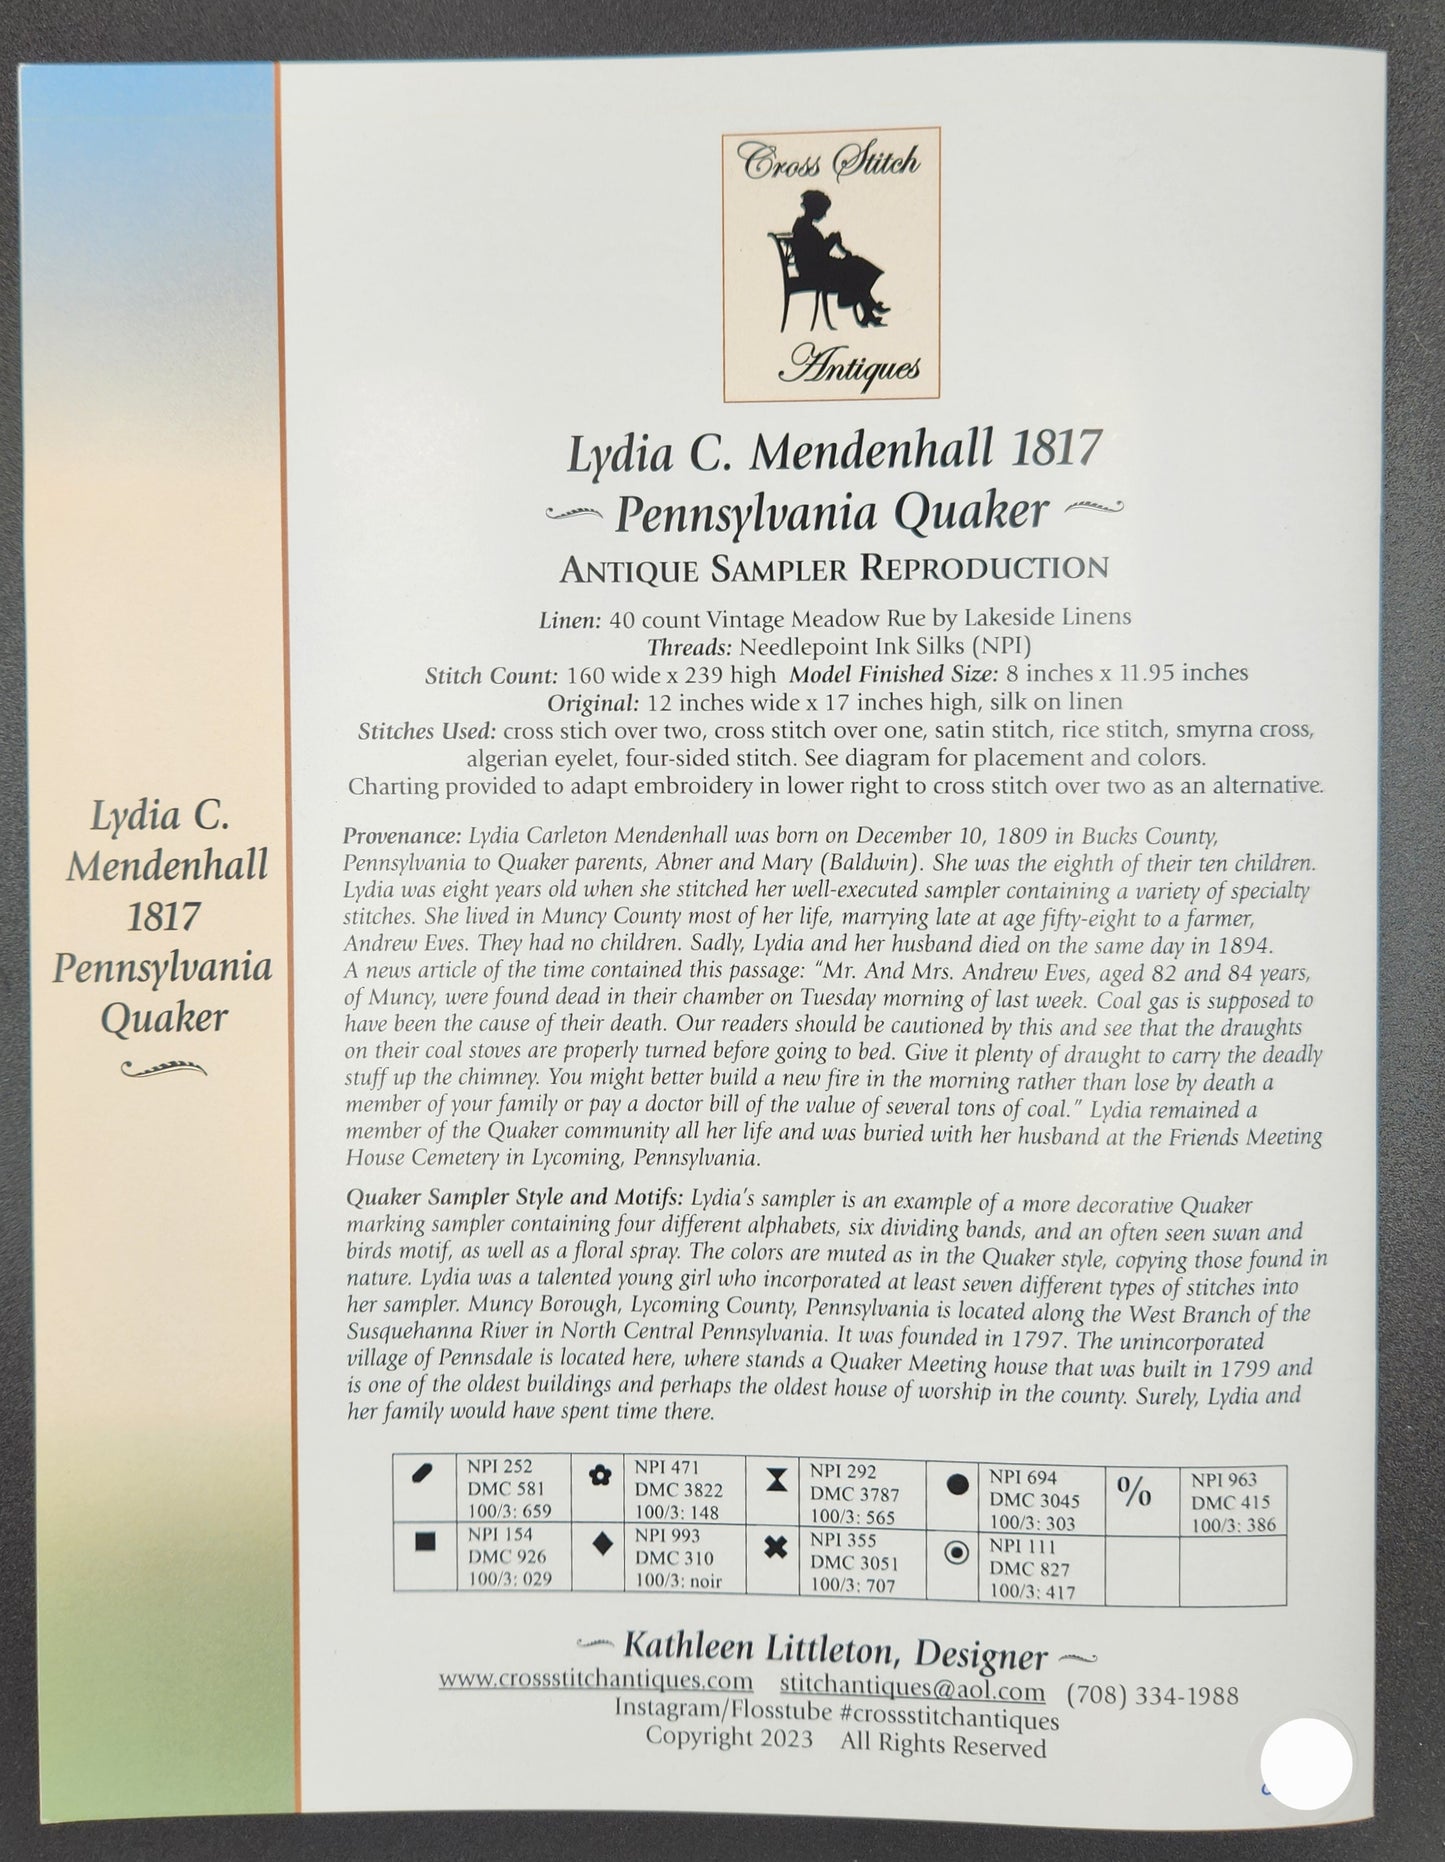 Cross Stitch
Antiques
Lydia C. Mendenhall 1817
Pennsylvania Quaker
ANTIQUE SAMPLER REPRODUCTION
Linen: 40 count Vintage Meadow Rue by Lakeside Linens
Threads: Needlepoint Ink Silks (NPI)
Stitch Count: 160 wide x 239 high Model Finished Size: 8 inches x 11.95 inches
Original: 12 inches wide x 17 inches high, silk on linen
Stitches Used: cross stich over two, cross stitch over one, satin stitch, rice stitch, smyrna cross,
algerian eyelet, four-sided stitch. See diagram for placement and colors.
Charting provided to adapt embroidery in lower right to cross stitch over two as an alternative.
Provenance: Lydia Carleton Mendenhall was born on December 10, 1809 in Bucks County,
Pennsylvania to Quaker parents, Abner and Mary (Baldwin). She was the eighth of their ten children.
Lydia was eight years old when she stitched her well-executed sampler containing a variety of specialty
stitches. She lived in Muncy County most of her life, marrying late at age fifty-eight to a farmer,
Andrew Eves. They had no children. Sadly, Lydia and her husband died on the same day in 1894.
A news article of the time contained this passage: "Mr. And Mrs. Andrew Eves, aged 82 and 84 years,
of Muncy, were found dead in their chamber on Tuesday morning of last week. Coal gas is supposed to
have been the cause of their death. Our readers should be cautioned by this and see that the draughts
on their coal stoves are properly turned before going to bed. Give it plenty of draught to carry the deadly
stuff up the chimney. You might better build a new fire in the morning rather than lose by death a
member of your family or pay a doctor bill of the value of several tons of coal." Lydia remained a
member of the Quaker community all her life and was buried with her husband at the Friends Meeting
House Cemetery in Lycoming, Pennsylvania.
Quaker Sampler Style and Motifs: Lydia's sampler is an example of a more decorative Quaker
marking sampler containing four different alphabets, six dividing bands, and an often seen swan and
birds motif, as well as a floral spray. The colors are muted as in the Quaker style, copying those found in
nature. Lydia was a talented young girl who incorporated at least seven different types of stitches into
her sampler. Muncy Borough, Lycoming County, Pennsylvania is located along the West Branch of the
Susquehanna River in North Central Pennsylvania. It was founded in 1797. The unincorporated
village of Pennsdale is located here, where stands a Quaker Meeting house that was built in 1799 and
is one of the oldest buildings and perhaps the oldest house of worship in the county. Surely, Lydia and
her family would have spent time there.
NPI 252 NPI 471 NPI 292 NPI 694 % NPI 963
DMC 581 DMC 3822 DMC 3787 DMC 3045 DMC 415
100/3: 659 100/3: 148 100/3: 565 100/3: 303 100/3: 386
NPI 154 NPI 993 NPI 355 NPI 111
DMC 926 DMC 310 DMC 3051 DMC 827
100/3: 029 100/3: noir 100/3: 707 100/3: 417
Kathleen Littleton, Designer
www.crossstitchantiques.com stitchantiques@aol.com (708) 334-1988
Instagram/Flosstube #crossstitchantiques
Copyright 2023 All Rights Reserved
Lydia C.
Mendenhall
1817
Pennsylvania
Quaker